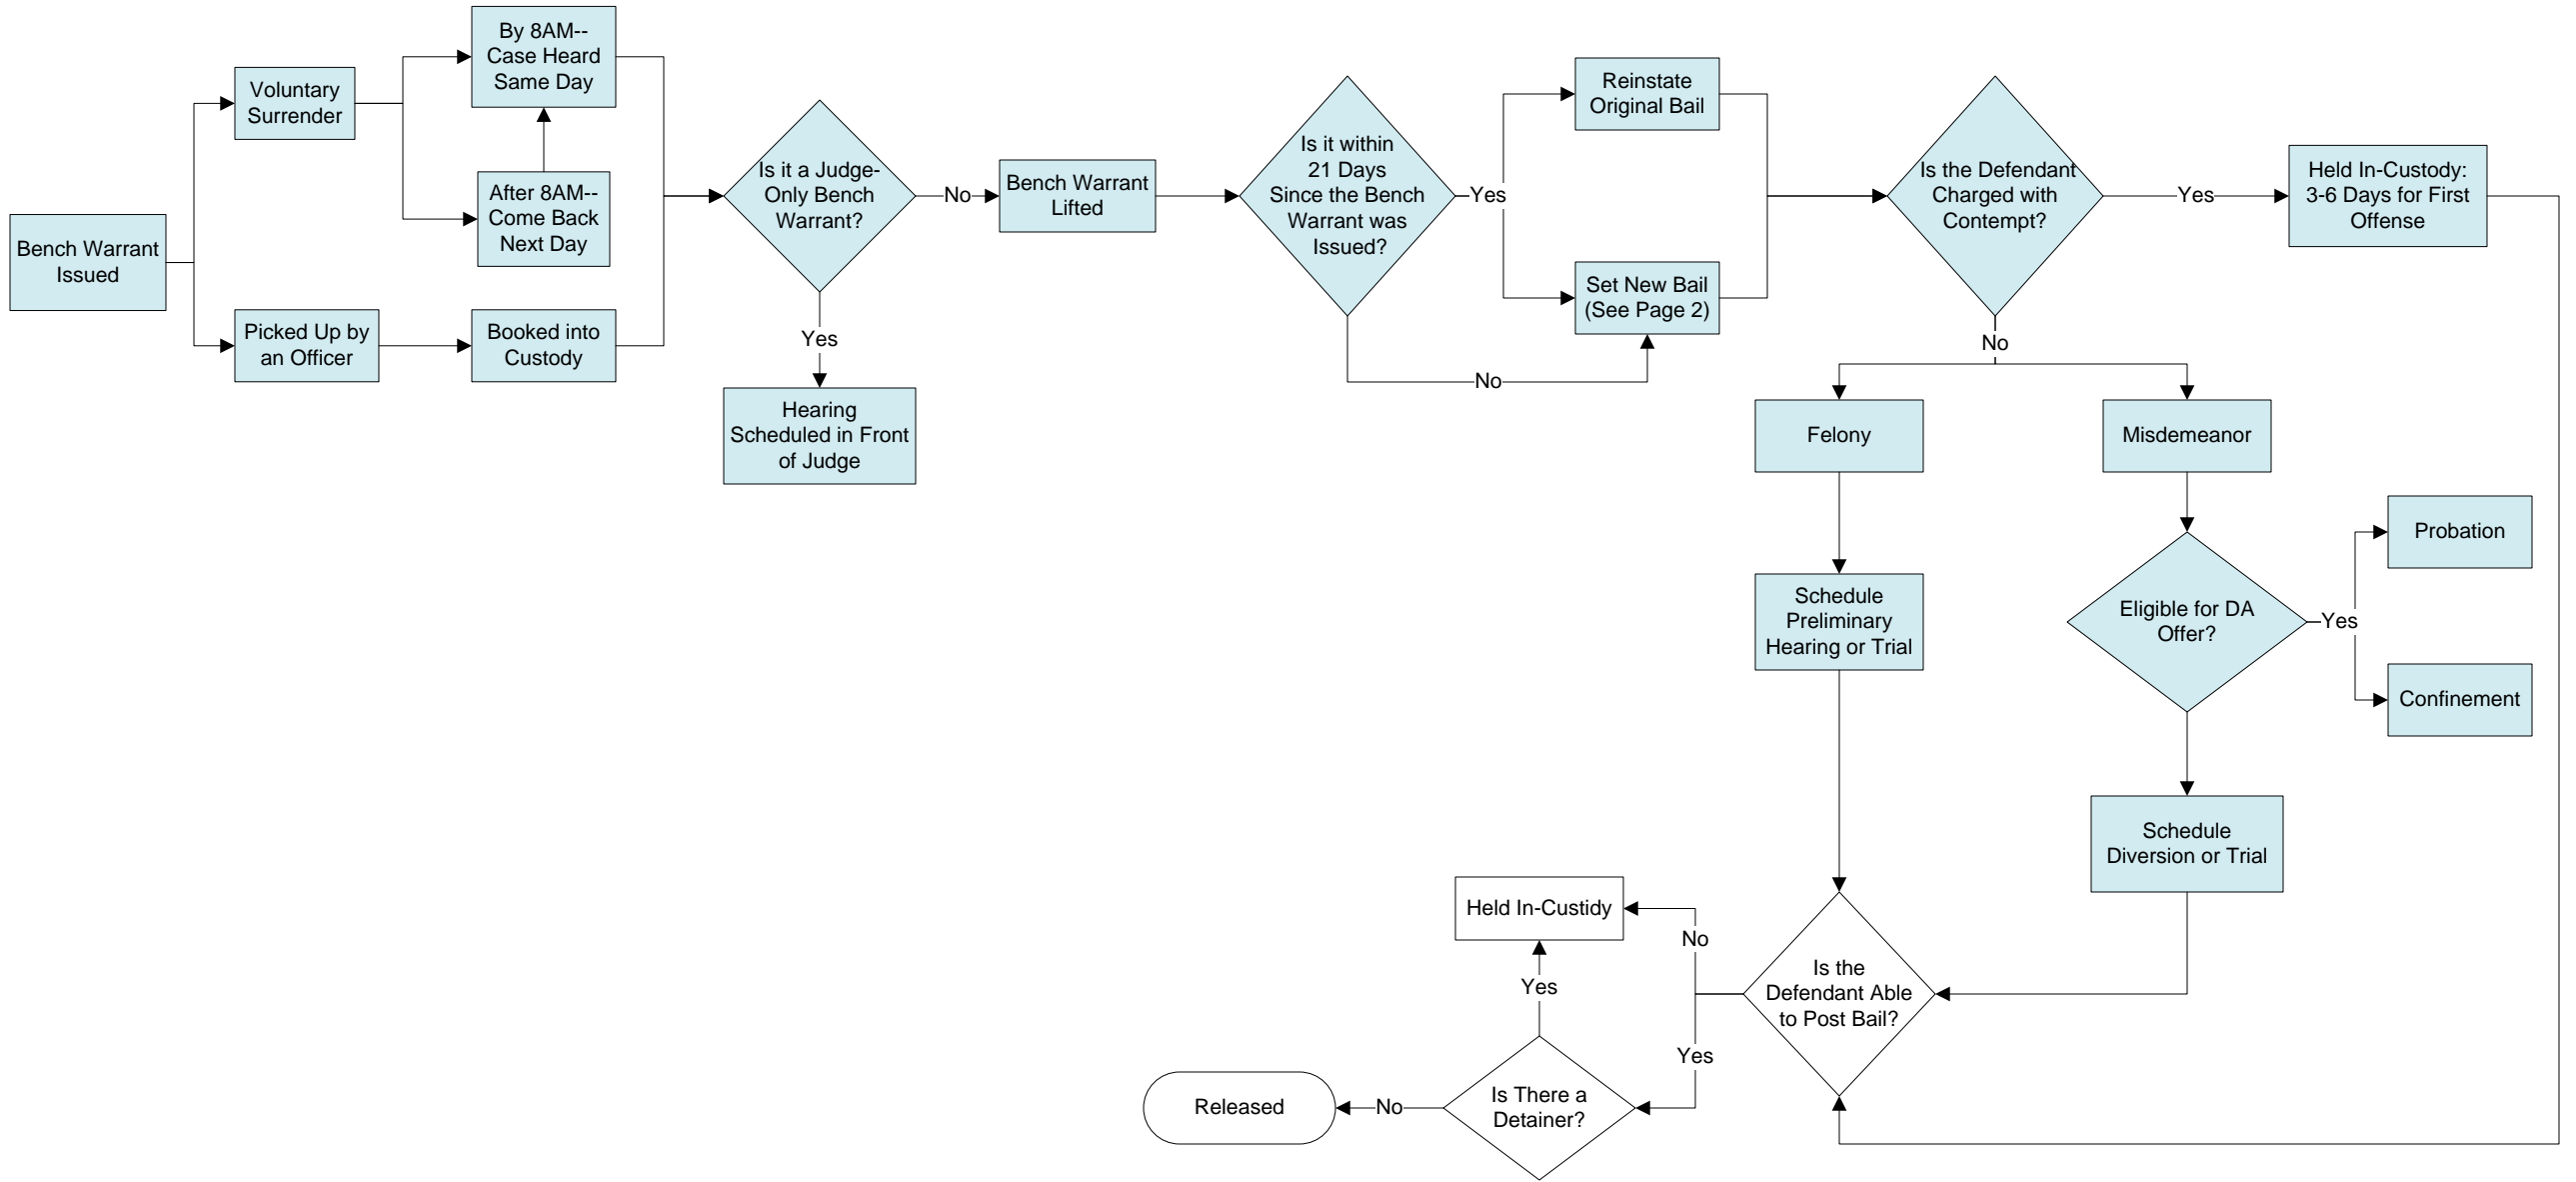 Bench Warrant
Issued
Voluntary
Surrender
Picked Up by
an Officer
By 8AM--
Case Heard
Same Day
After 8AM--
Come Back
Next Day
Booked into
Custody
Is it a Judge-
Only Bench
Warrant?
No
Yes
Hearing
Scheduled in Front
of Judge
Bench Warrant
Lifted
Is it within
21 Days
Since the Bench
Warrant was
Issued?
Yes
No
Reinstate
Original Bail
Set New Bail
(See Page 2)
Is the Defendant
Charged with
Contempt?
Yes
Held In-Custody:
3-6 Days for First
Offense
No
Felony
Misdemeanor
Schedule
Preliminary
Hearing or Trial
Eligible for DA
Offer?
Yes
Probation
Confinement
Schedule
Diversion or Trial
Is the
Defendant Able
to Post Bail?
No
Yes
Held In-Custidy
Yes
Is There a
Detainer?
No
Released